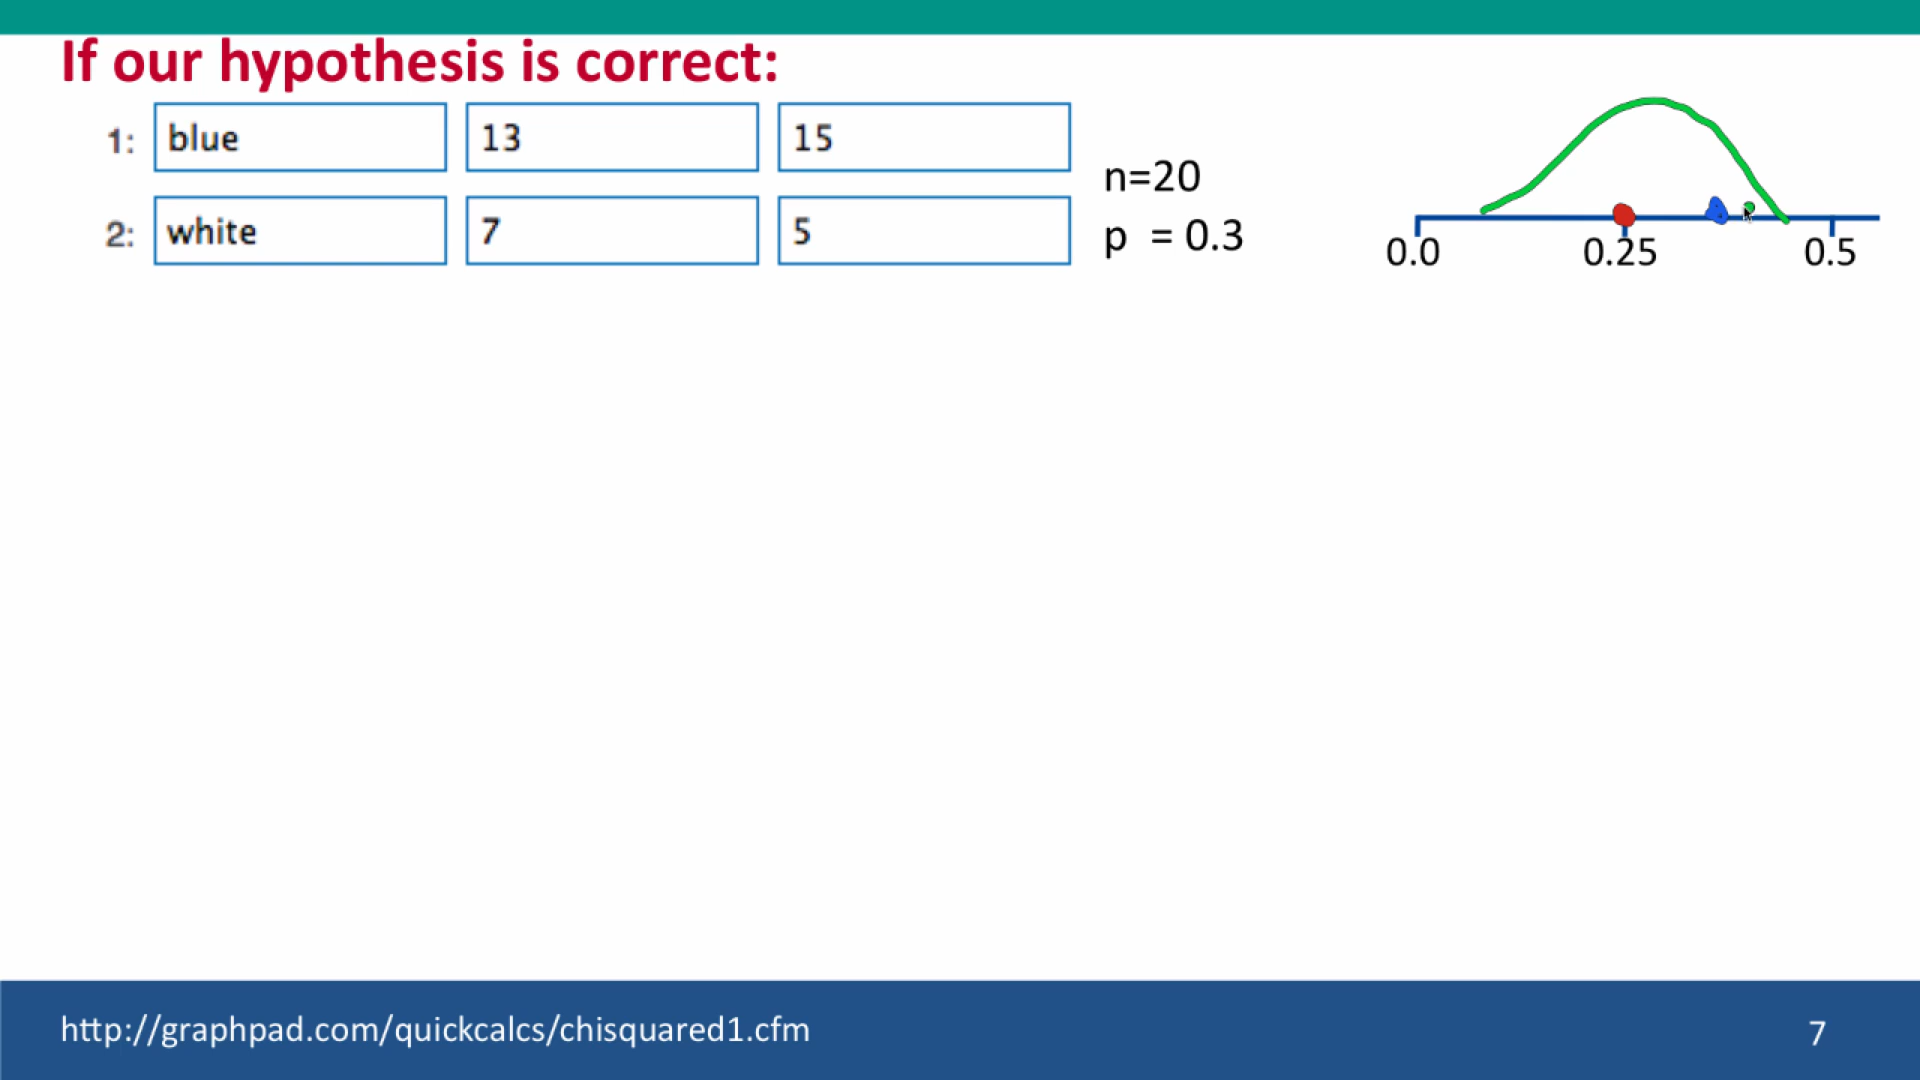 If our hypothesis is correct:
1: blue 13 15
2: white 7 5
n=20
p = 0.3
0.0 0.25 0.5
http://graphpad.com/quickcalcs/chisquared1.cfm 7